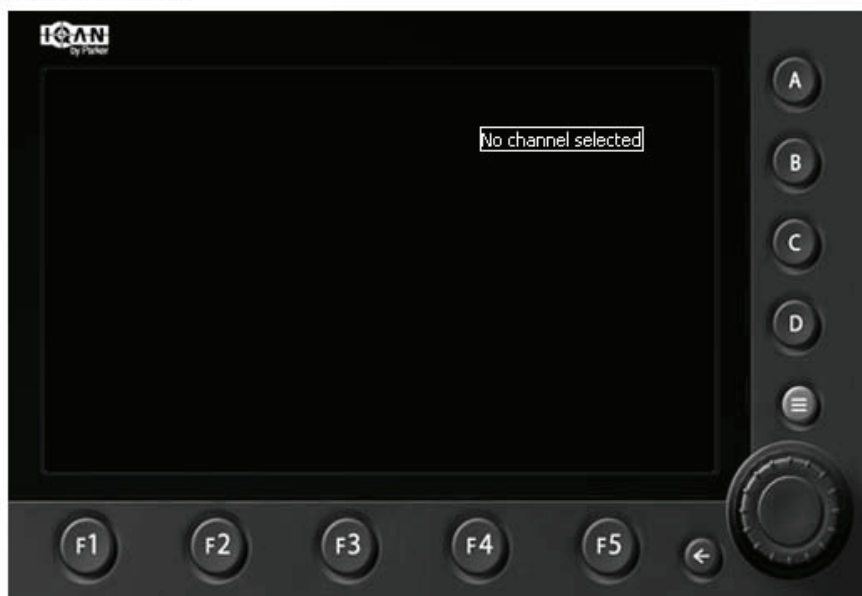 IQAN
by Parker
No channel selected
A
B
C
D
F1
F2
F3
F4
F5